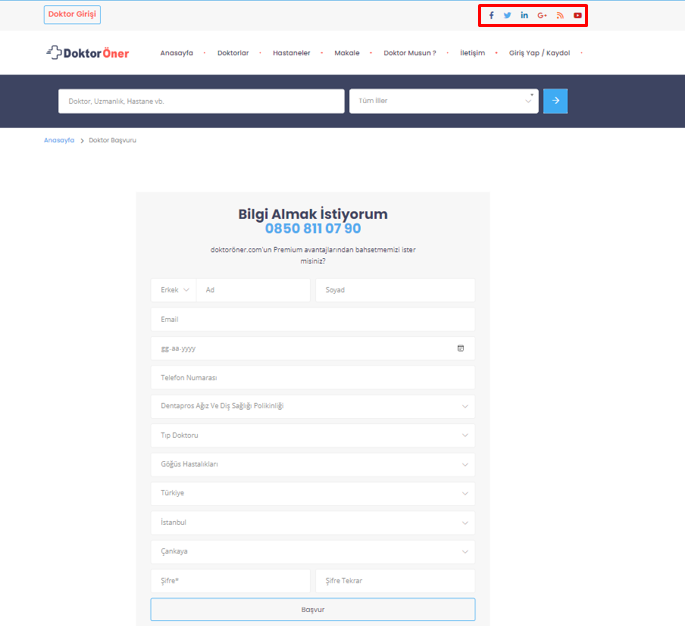 Doktor Girişi
DoktorÖner
Anasayfa Doktorlar Hastaneler Makale Doktor Musun ? İletişim Giriş Yap / Kaydol
Doktor, Uzmanlık, Hastane vb. Tüm İller
Anasayfa > Doktor Başvuru
Bilgi Almak İstiyorum
0850 811 07 90
doktoröner.com'un Premium avantajlarından bahsetmemizi ister
misiniz?
Erkek Ad Soyad
Email
gg.aa.yyyy
Telefon Numarası
Dentapros Ağız Ve Diş Sağlığı Polikinliği
Tıp Doktoru
Göğüs Hastalıkları
Türkiye
İstanbul
Çankaya
Şifre* Şifre Tekrar
Başvur